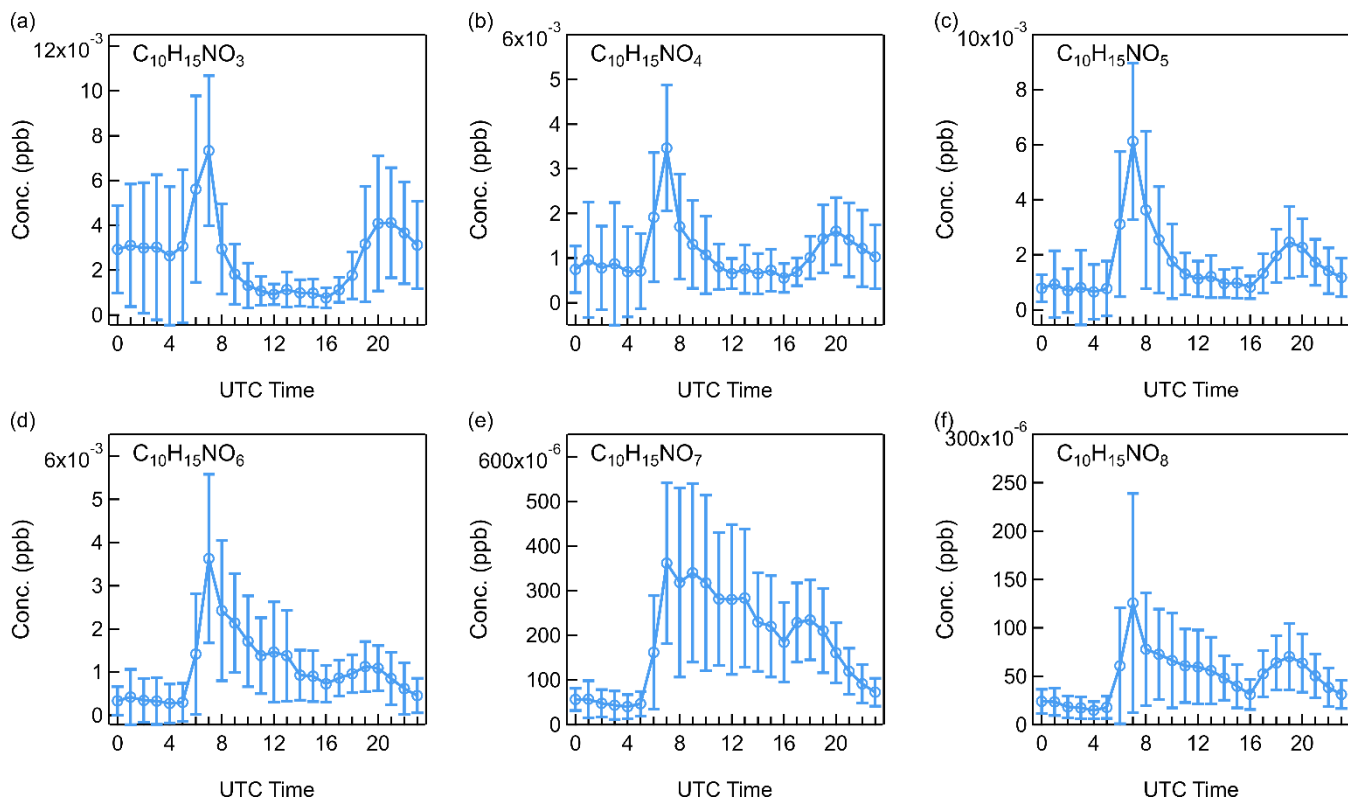 (a)
12x10⁻³
C₁₀H₁₅NO₃
10
8
6
4
2
0
Conc. (ppb)
0 4 8 12 16 20
UTC Time
(b)
6x10⁻³
C₁₀H₁₅NO₄
5
4
3
2
1
0
Conc. (ppb)
0 4 8 12 16 20
UTC Time
(c)
10x10⁻³
C₁₀H₁₅NO₅
8
6
4
2
0
Conc. (ppb)
0 4 8 12 16 20
UTC Time
(d)
6x10⁻³
C₁₀H₁₅NO₆
5
4
3
2
1
0
Conc. (ppb)
0 4 8 12 16 20
UTC Time
(e)
600x10⁻⁶
C₁₀H₁₅NO₇
500
400
300
200
100
0
Conc. (ppb)
0 4 8 12 16 20
UTC Time
(f)
300x10⁻⁶
C₁₀H₁₅NO₈
250
200
150
100
50
0
Conc. (ppb)
0 4 8 12 16 20
UTC Time